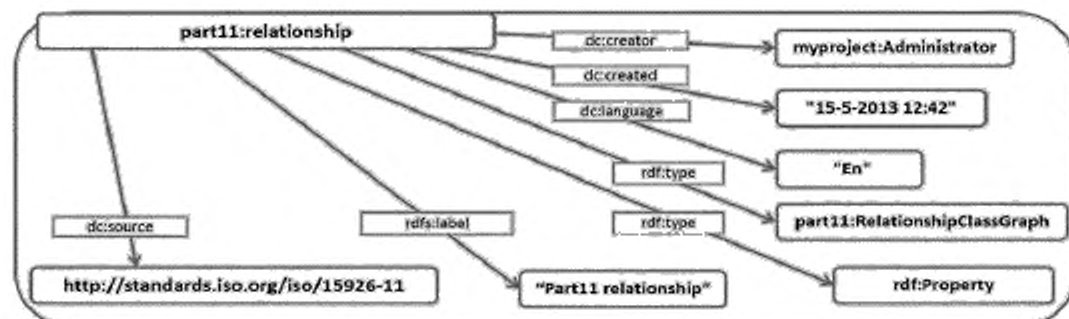 part11:relationship
dc:creator
myproject:Administrator
dc:created
"15-5-2013 12:42"
dc:language
"En"
rdf:type
part11:RelationshipClassGraph
dc:source
rdfs:label
rdf:type
http://standards.iso.org/iso/15926-11
"Part11 relationship"
rdf:Property